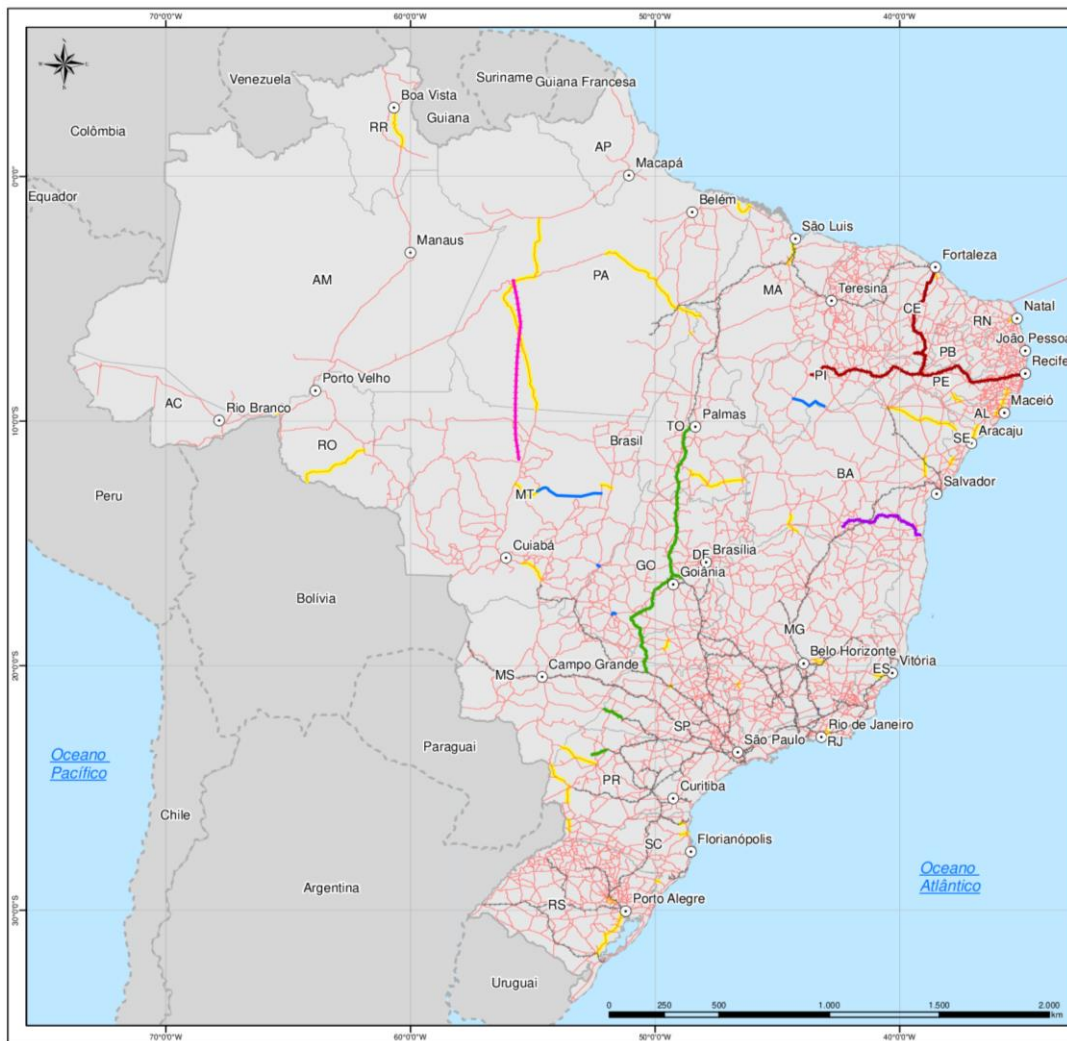 70°0'0"W 60°0'0"W 50°0'0"W 40°0'0"W
Venezuela
Suriname
Guiana Francesa
Boa Vista
Guiana
Colômbia
RR
AP
Macapá
0°0'0"
Equador
Belém
São Luis
Manaus
Fortaleza
AM
PA
MA
Teresina
CE
RN
Natal
João Pessoa
PB
Recife
PI
PE
Porto Velho
Maceió
AC
Rio Branco
Palmas
TO
AL
Aracaju
SE
10°0'0"S
RO
Brasil
BA
Salvador
Peru
MT
Cuiabá
DF
Brasília
GO
Goiânia
Bolívia
MG
Belo Horizonte
Vitória
ES
20°0'0"S
MS
Campo Grande
SP
Rio de Janeiro
RJ
São Paulo
Paraguai
Oceano
Pacífico
PR
Curitiba
Chile
SC
Florianópolis
Oceano
Atlântico
Argentina
RS
Porto Alegre
30°0'0"S
Uruguai
0 250 500 1.000 1.500 2.000
km
70°0'0"W 60°0'0"W 50°0'0"W 40°0'0"W